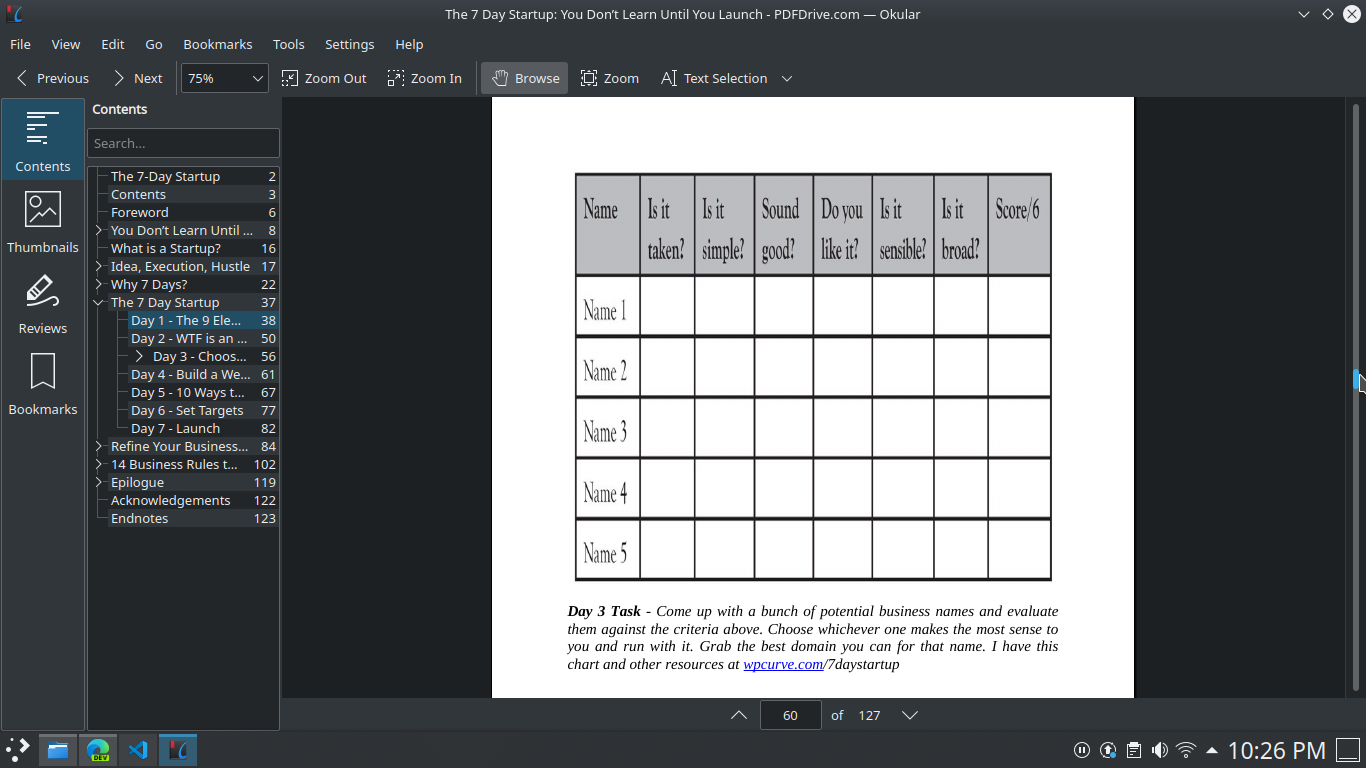 The 7 Day Startup: You Don't Learn Until You Launch - PDFDrive.com — Okular
File View Edit Go Bookmarks Tools Settings Help
Previous Next 75% Zoom Out Zoom In Browse Zoom Text Selection
Contents
Search...
Contents
Thumbnails
Reviews
Bookmarks
The 7-Day Startup 2
Contents 3
Foreword 6
You Don't Learn Until ... 8
What is a Startup? 16
Idea, Execution, Hustle 17
Why 7 Days? 22
The 7 Day Startup 37
Day 1 - The 9 Ele... 38
Day 2 - WTF is an ... 50
Day 3 - Choos... 56
Day 4 - Build a We... 61
Day 5 - 10 Ways t... 67
Day 6 - Set Targets 77
Day 7 - Launch 82
Refine Your Business... 84
14 Business Rules t... 102
Epilogue 119
Acknowledgements 122
Endnotes 123
Name Is it taken? Is it simple? Sound good? Do you like it? Is it sensible? Is it broad? Score/6
Name 1
Name 2
Name 3
Name 4
Name 5
Day 3 Task - Come up with a bunch of potential business names and evaluate
them against the criteria above. Choose whichever one makes the most sense to
you and run with it. Grab the best domain you can for that name. I have this
chart and other resources at wpcurve.com/7daystartup
60 of 127
DEV
10:26 PM